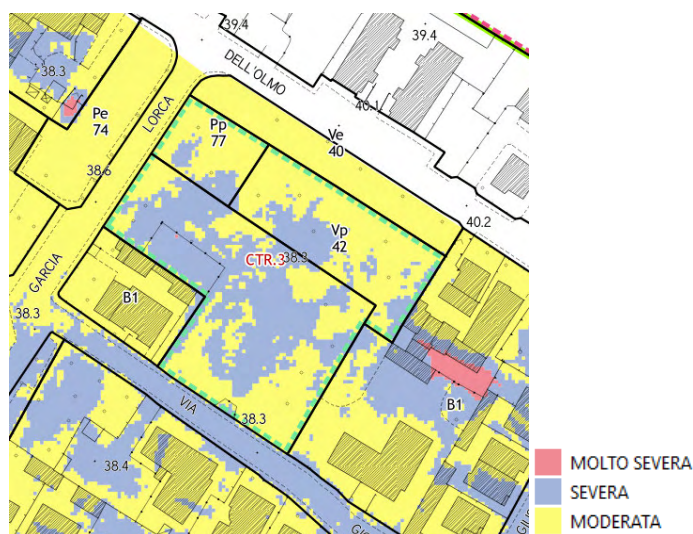 39.4
39.4
DELL'OLMO
38.3
40.1
Pe
74
LORCA
Pp
77
Ve
40
38.6
40.2
Vp
42
CTR.3
38.3
GARCIA
B1
38.3
VIA
38.3
B1
38.4
MOLTO SEVERA
SEVERA
MODERATA